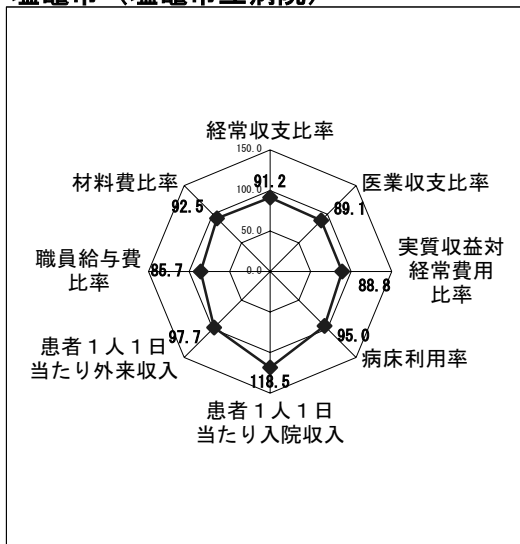 塩竈市（塩竈市立病院）
経常収支比率
150.0
100.0
50.0
0.0
91.2
医業収支比率
89.1
実質収益対
経常費用
比率
88.8
病床利用率
95.0
患者１人１日
当たり入院収入
118.5
患者１人１日
当たり外来収入
97.7
職員給与費
比率
85.7
材料費比率
92.5